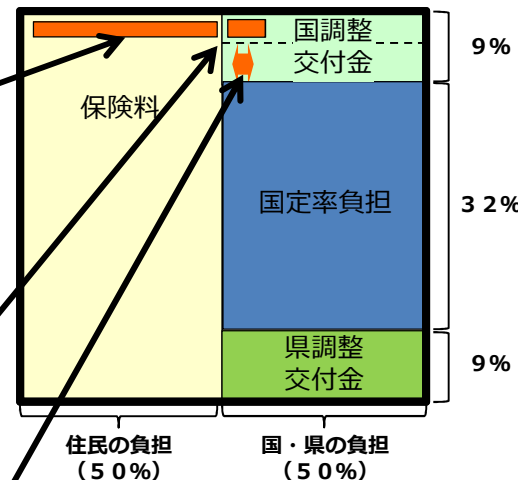 国調整
交付金
9%
保険料
国定率負担
32%
県調整
交付金
9%
住民の負担
（50%）
国・県の負担
（50%）